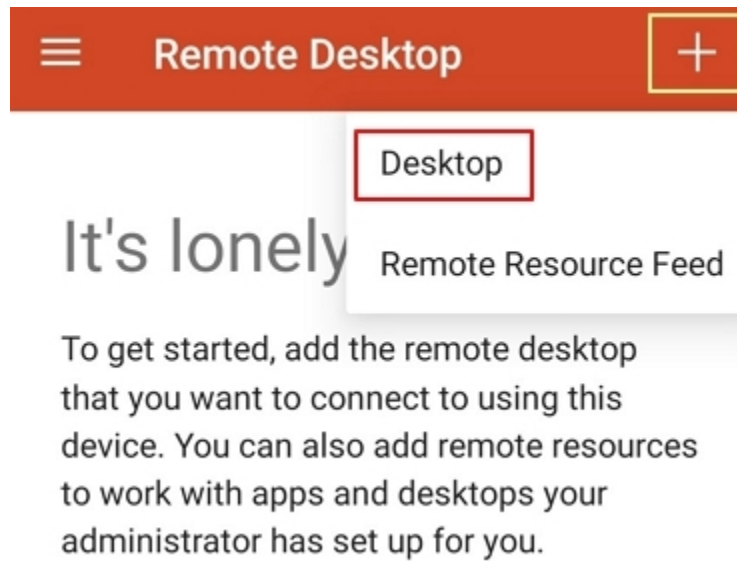 Remote Desktop
Desktop
It's lonely
Remote Resource Feed
To get started, add the remote desktop
that you want to connect to using this
device. You can also add remote resources
to work with apps and desktops your
administrator has set up for you.